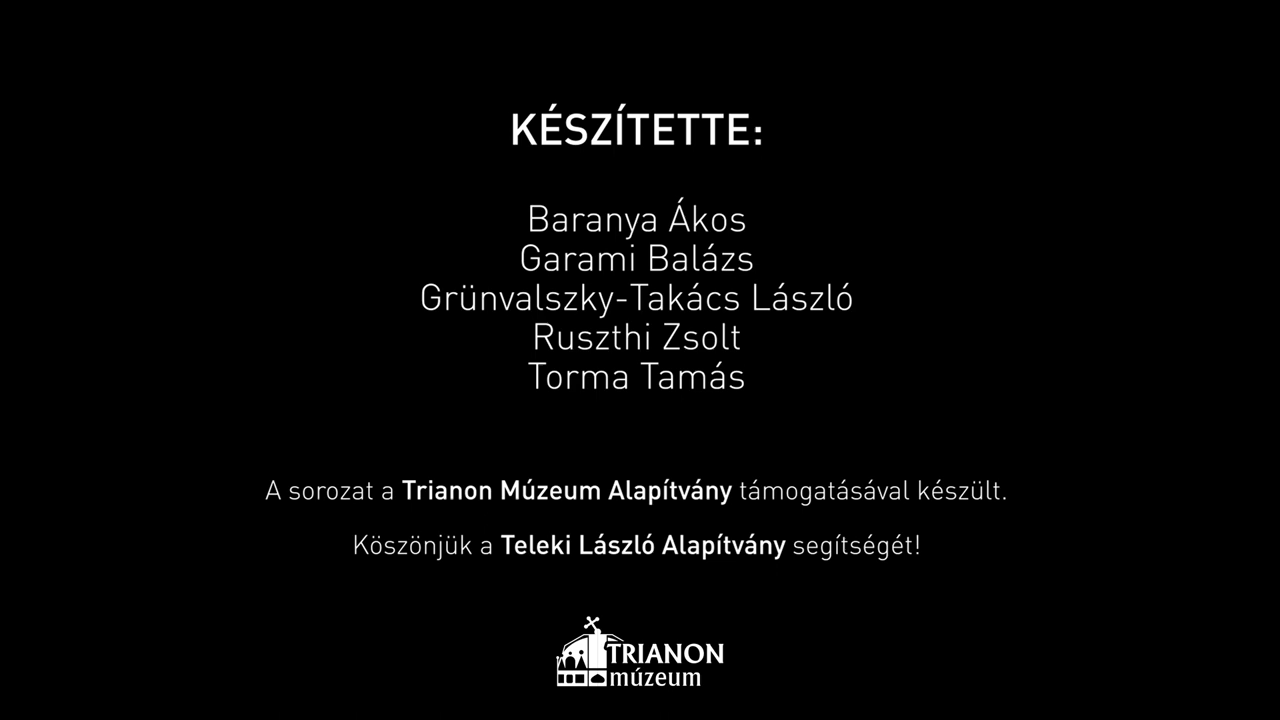 KÉSZÍTETTE:
Baranya Ákos
Garami Balázs
Grünvalszky-Takács László
Ruszthi Zsolt
Torma Tamás
A sorozat a Trianon Múzeum Alapítvány támogatásával készült.
Köszönjük a Teleki László Alapítvány segítségét!
TRIANON
múzeum